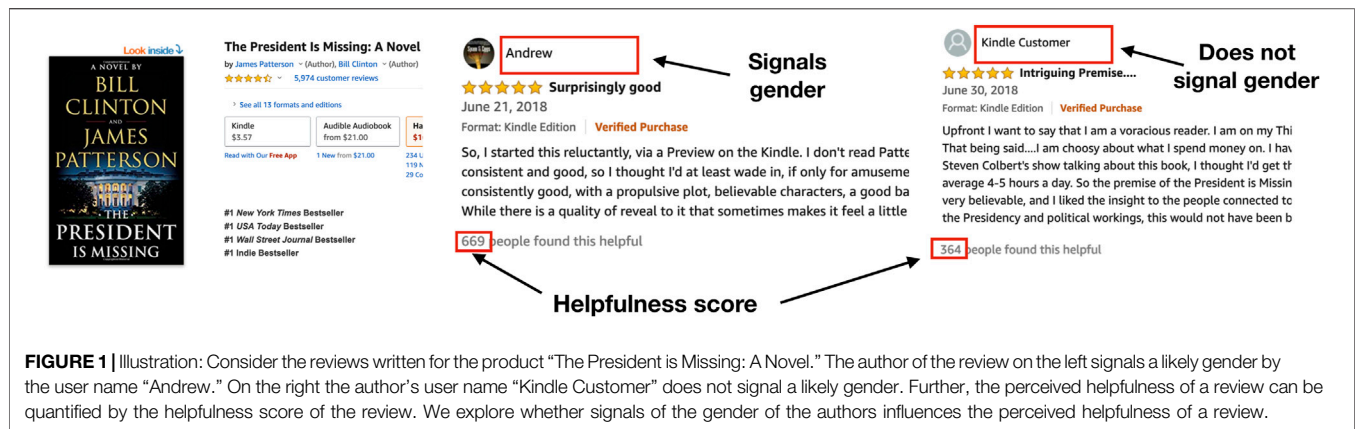 Look inside
A NOVEL BY
BILL
CLINTON
AND
JAMES
PATTERSON
THE
PRESIDENT
IS MISSING
The President Is Missing: A Novel
by James Patterson (Author), Bill Clinton (Author)
5,974 customer reviews
See all 13 formats and editions
Kindle
$3.57
Audible Audiobook
from $21.00
Ha
$1
Read with Our Free App
1 New from $21.00
234 U
119 N
29 Co
#1 New York Times Bestseller
#1 USA Today Bestseller
#1 Wall Street Journal Bestseller
#1 Indie Bestseller
Andrew
Surprisingly good
June 21, 2018
Format: Kindle Edition Verified Purchase
So, I started this reluctantly, via a Preview on the Kindle. I don't read Patte
consistent and good, so I thought I'd at least wade in, if only for amuseme
consistently good, with a propulsive plot, believable characters, a good ba
While there is a quality of reveal to it that sometimes makes it feel a little
669 people found this helpful
Signals
gender
Kindle Customer
Intriguing Premise....
June 30, 2018
Format: Kindle Edition Verified Purchase
Upfront I want to say that I am a voracious reader. I am on my Thi
That being said....I am choosy about what I spend money on. I hav
Steven Colbert's show talking about this book, I thought I'd get th
average 4-5 hours a day. So the premise of the President is Missin
very believable, and I liked the insight to the people connected to
the Presidency and political workings, this would not have been b
364 people found this helpful
Does not
signal gender
Helpfulness score
FIGURE 1 | Illustration: Consider the reviews written for the product “The President is Missing: A Novel.” The author of the review on the left signals a likely gender by
the user name “Andrew.” On the right the author’s user name “Kindle Customer” does not signal a likely gender. Further, the perceived helpfulness of a review can be
quantified by the helpfulness score of the review. We explore whether signals of the gender of the authors influences the perceived helpfulness of a review.